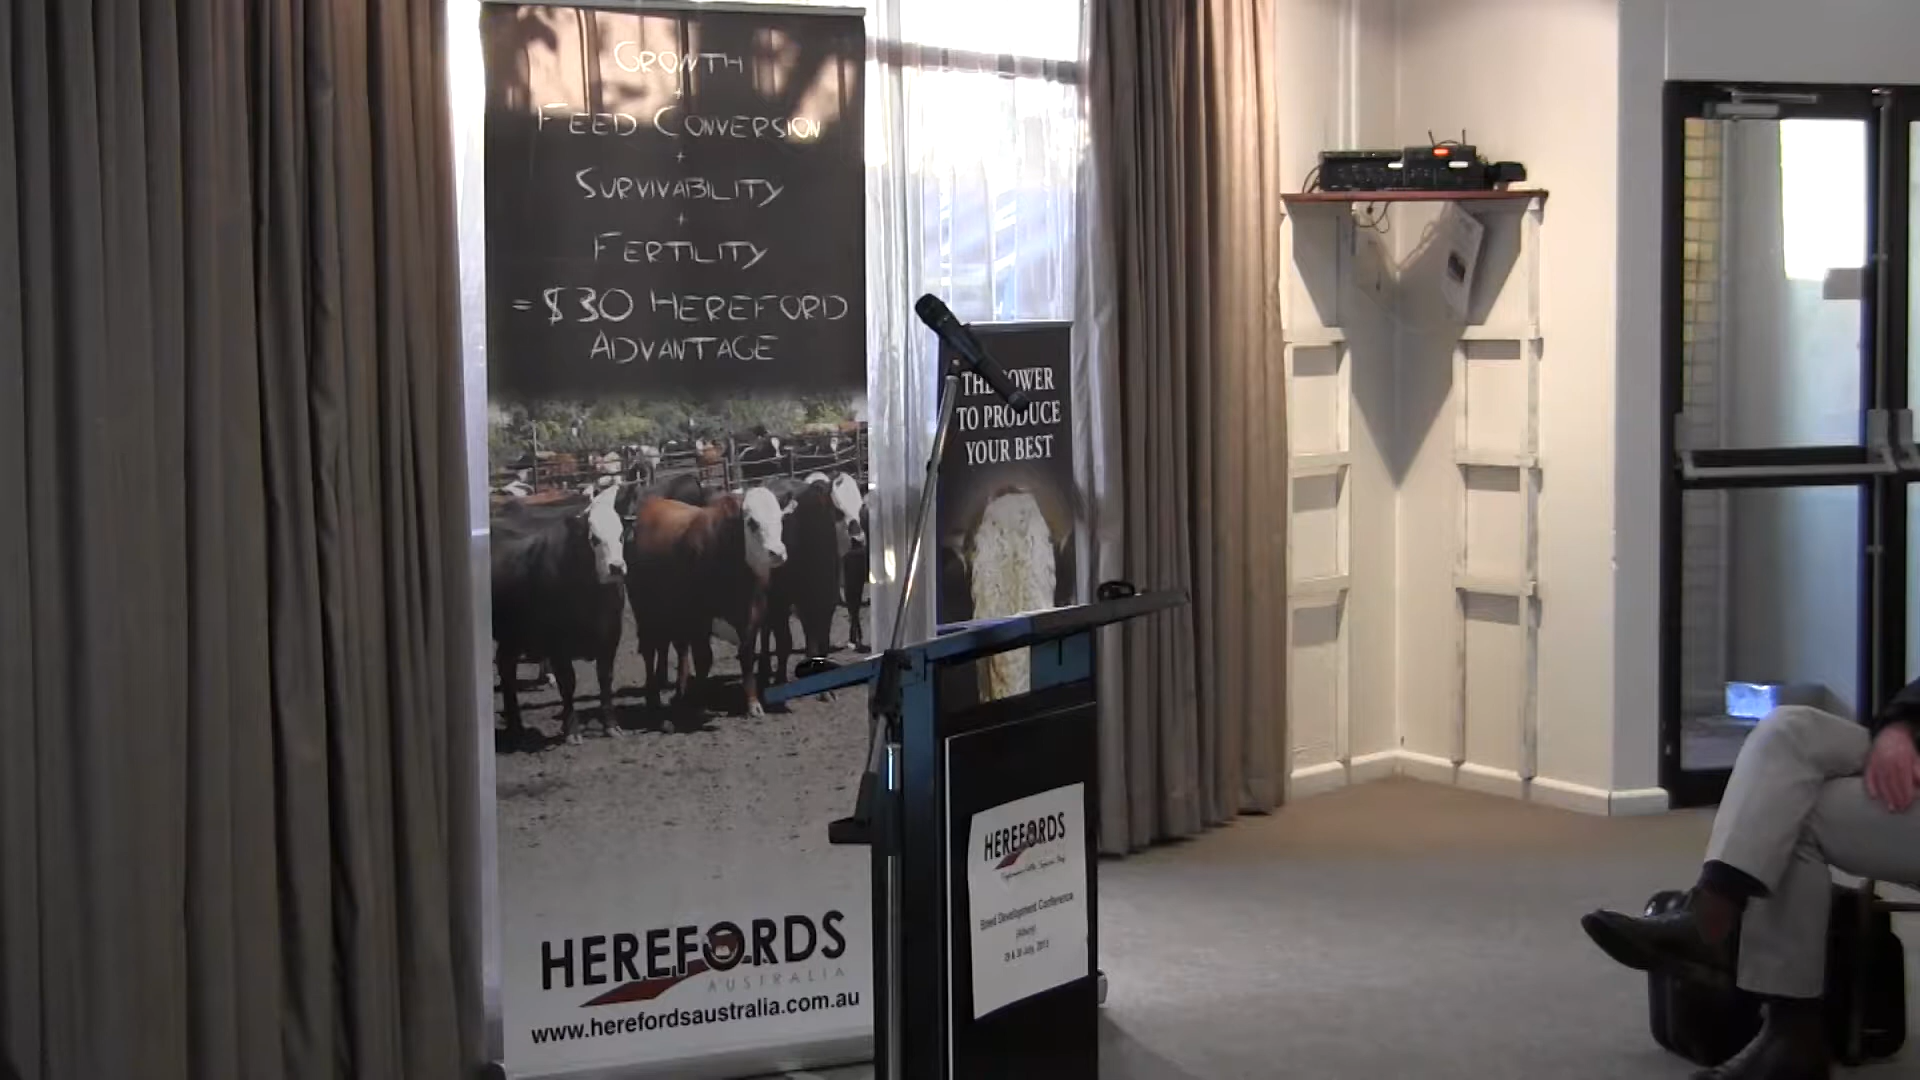 GROWTH
+
FEED CONVERSION
+
SURVIVABILITY
+
FERTILITY
= $30 HEREFORD
ADVANTAGE
HEREFORDS
AUSTRALIA
www.herefordsaustralia.com.au
THE POWER
TO PRODUCE
YOUR BEST
HEREFORDS
Breed Development Conference
(Albury)